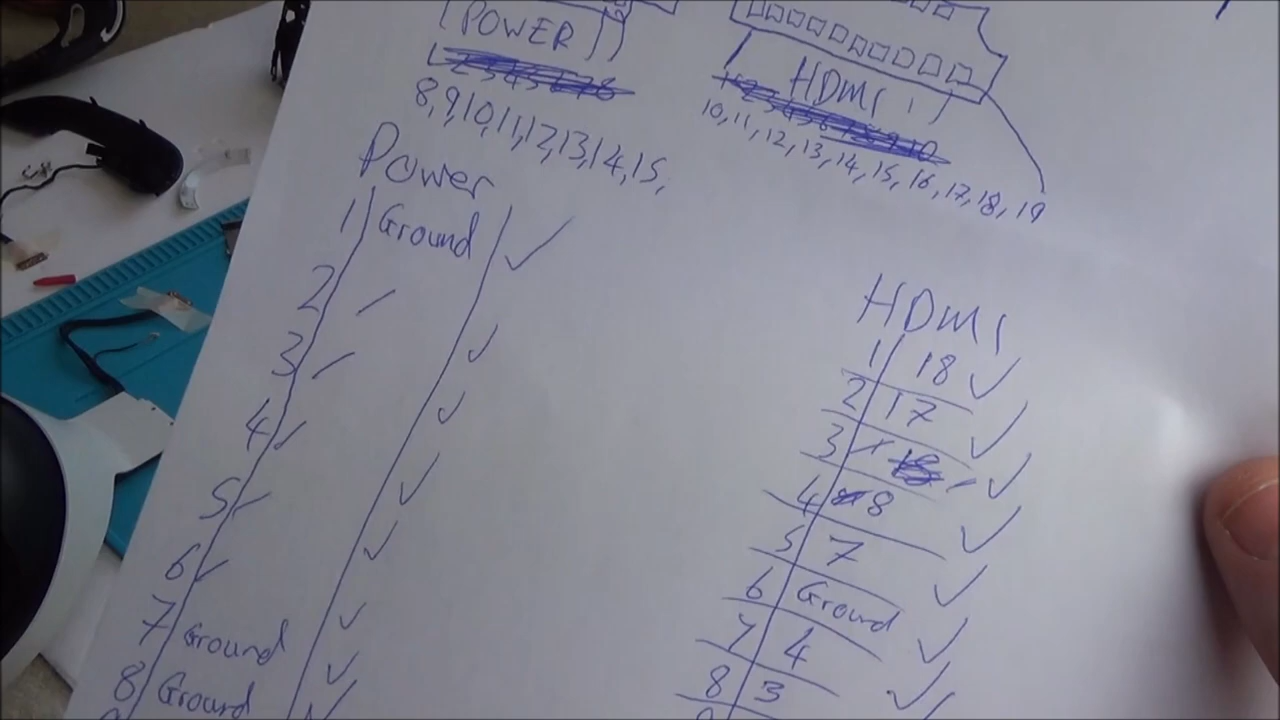 POWER
8,9,10,11,12,13,14,15,
HDMI
10,11,12,13,14,15,16,17,18,19
Power
1 Ground ✓
2
3
4
5
6
7 Ground ✓
8 Ground
HDMI
1 18 ✓
2 17 ✓
3 ✓
4 8 ✓
5 7 ✓
6 Ground ✓
7 4
8 3 ✓